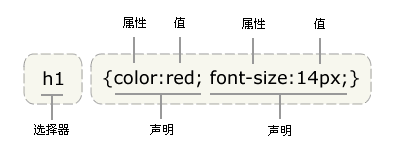 属性 值 属性 值
h1 {color:red; font-size:14px;}
选择器 声明 声明